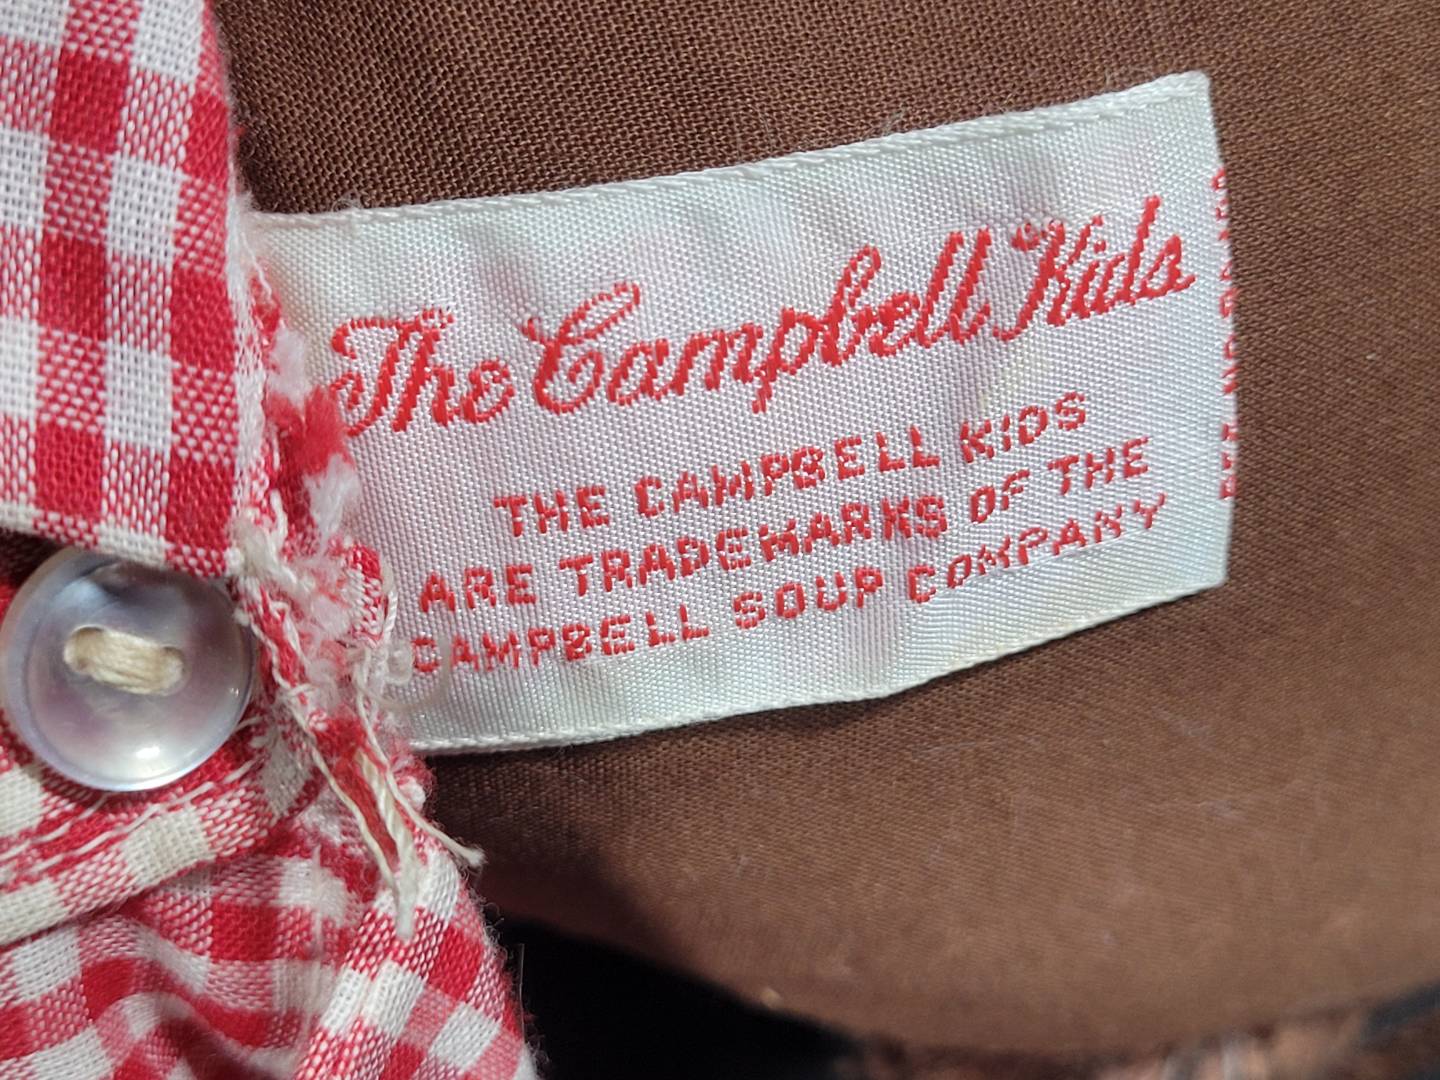 The Campbell Kids
THE CAMPBELL KIDS
ARE TRADEMARKS OF THE
CAMPBELL SOUP COMPANY